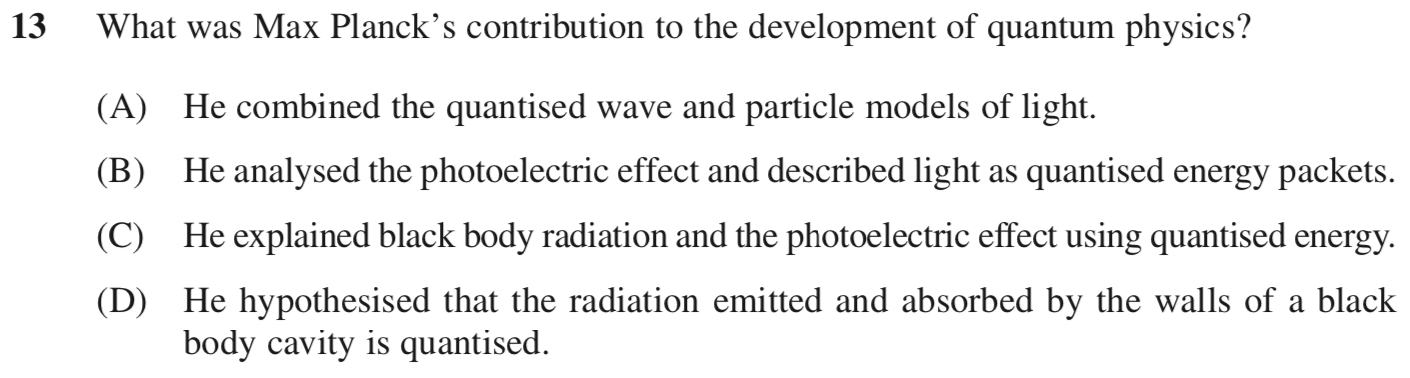 13 What was Max Planck's contribution to the development of quantum physics?
(A) He combined the quantised wave and particle models of light.
(B) He analysed the photoelectric effect and described light as quantised energy packets.
(C) He explained black body radiation and the photoelectric effect using quantised energy.
(D) He hypothesised that the radiation emitted and absorbed by the walls of a black
body cavity is quantised.